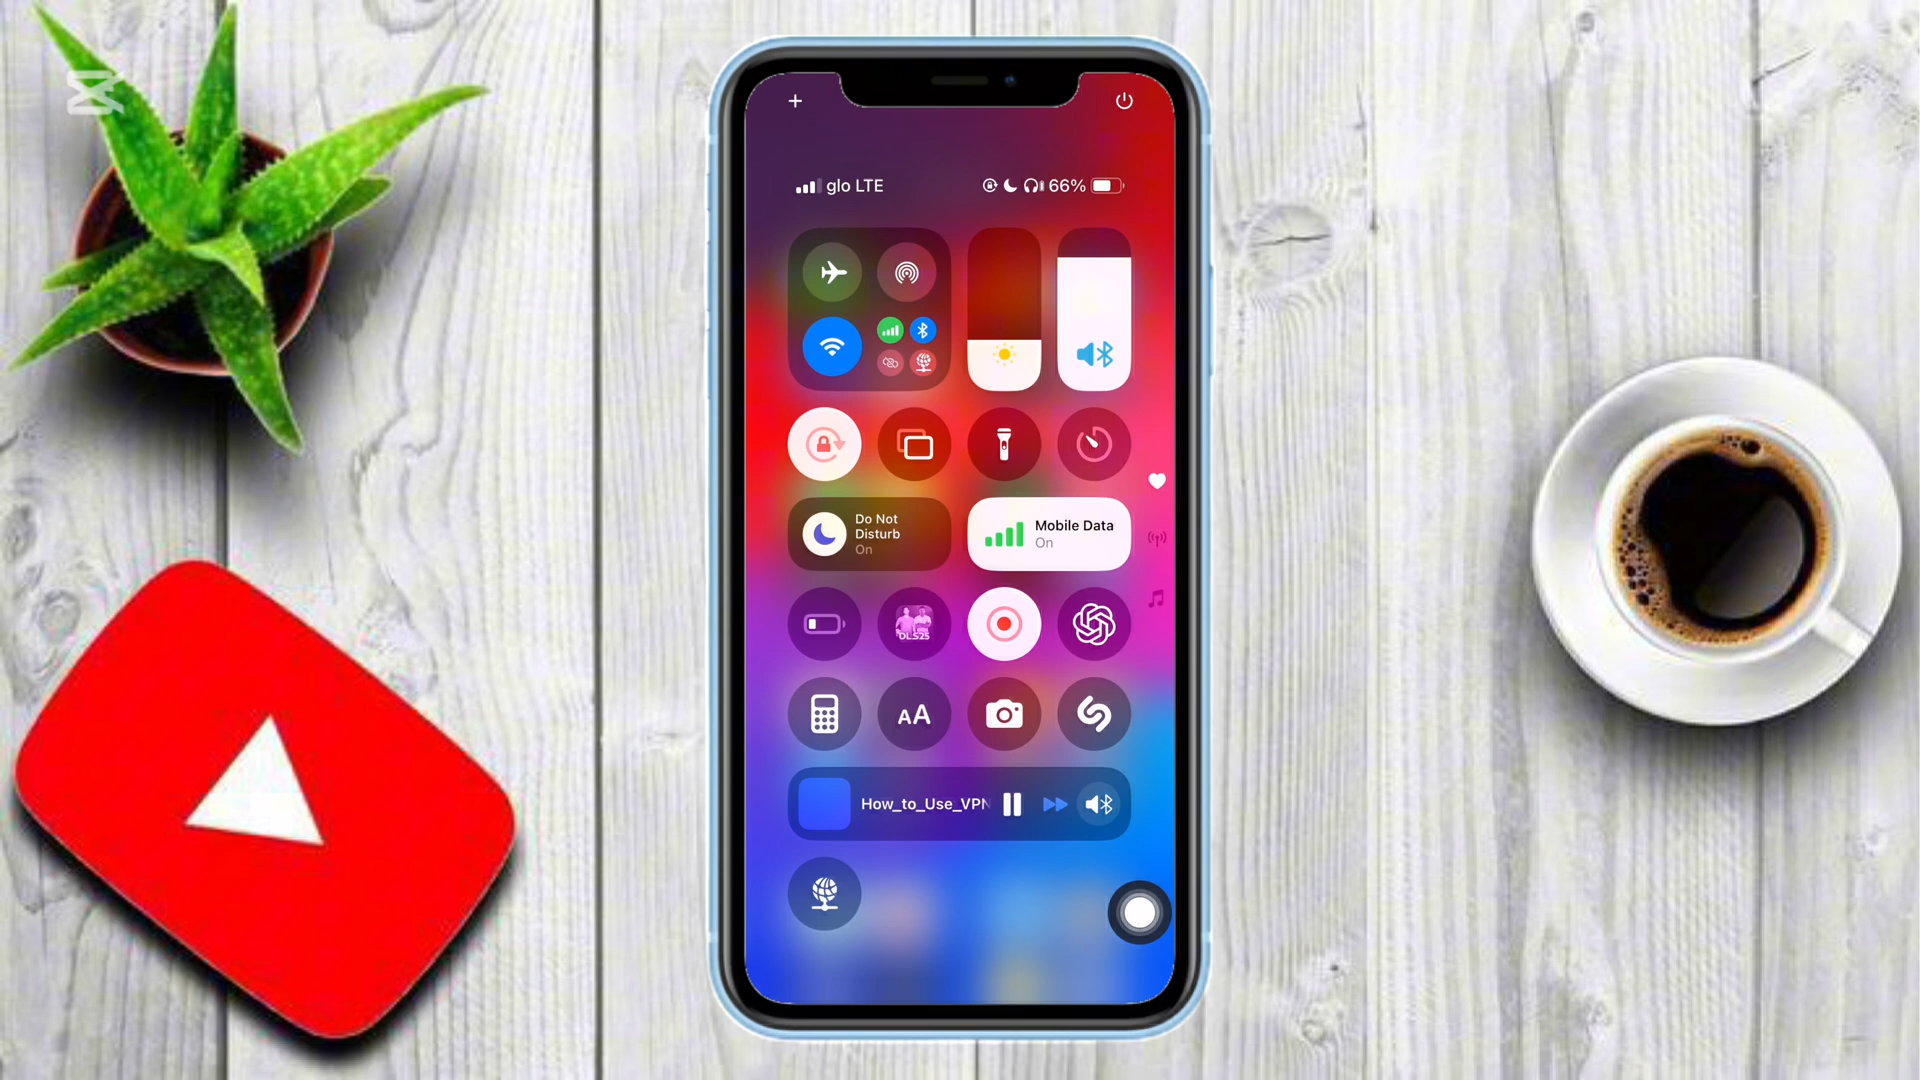 glo LTE
66%
Do Not
Disturb
On
Mobile Data
On
DLS25
AA
How_to_Use_VPN